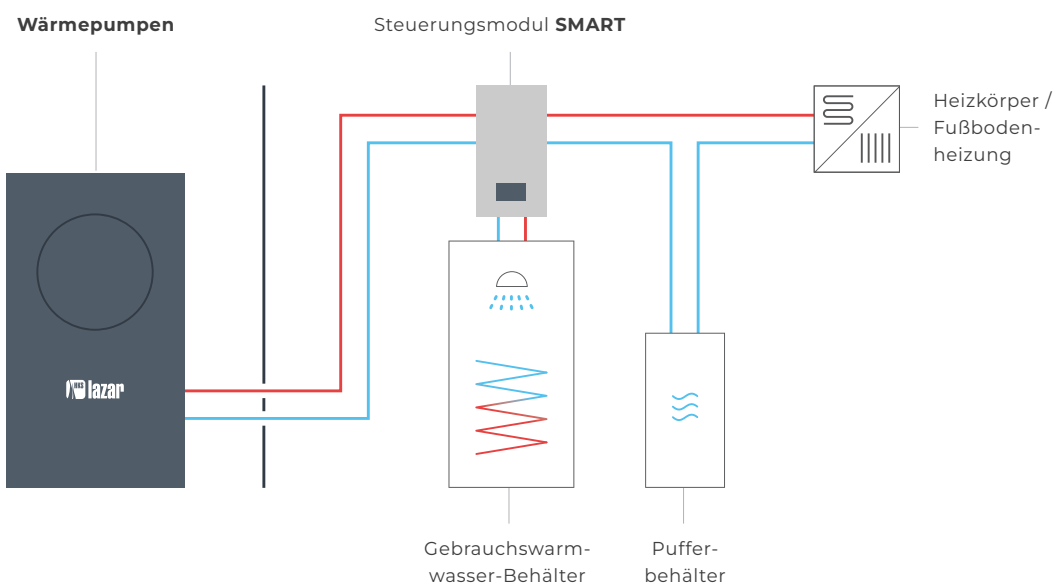 Wärmepumpen
Steuerungsmodul SMART
Heizkörper /
Fußboden-
heizung
lazar
Gebrauchswarm-
wasser-Behälter
Puffer-
behälter